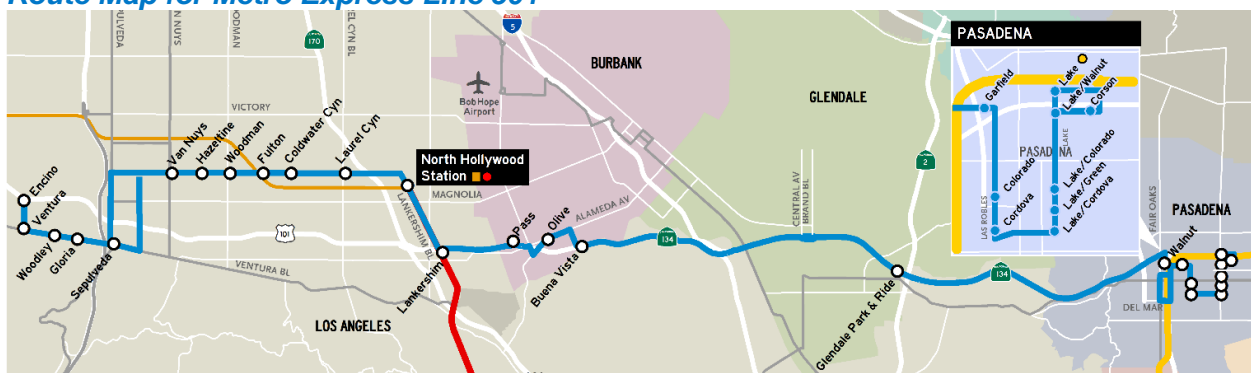 Route Map for Metro Express Line 501
SEPULVEDA
VAN NUYS
WOODMAN
170
LAUREL CYN BL
5
BURBANK
GLENDALE
2
PASADENA
Garfield
Lake
Lake/Walnut
Corson
LAKE
PASADENA
Colorado
Cordova
Lake/Colorado
Lake/Green
Lake/Cordova
LAS ROBLES
Bob Hope
Airport
VICTORY
Van Nuys
Hazeltine
Woodman
Fulton
Coldwater Cyn
Laurel Cyn
North Hollywood
Station
MAGNOLIA
LANKERSHIM BL
Encino
Ventura
Woodley
Gloria
Sepulveda
101
VENTURA BL
Lankershim
Pass
Olive
ALAMEDA AV
Buena Vista
134
CENTRAL AV
BRAND BL
Glendale Park & Ride
134
FAIR OAKS
PASADENA
Walnut
DEL MAR
LOS ANGELES